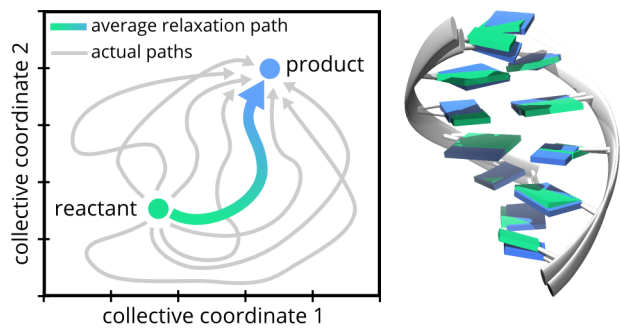 average relaxation path
actual paths
product
reactant
collective coordinate 2
collective coordinate 1